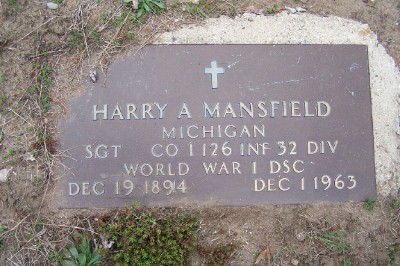 HARRY A MANSFIELD
MICHIGAN
SGT CO I 126 INF 32 DIV
WORLD WAR I DSC
DEC 19 1894 DEC 1 1963